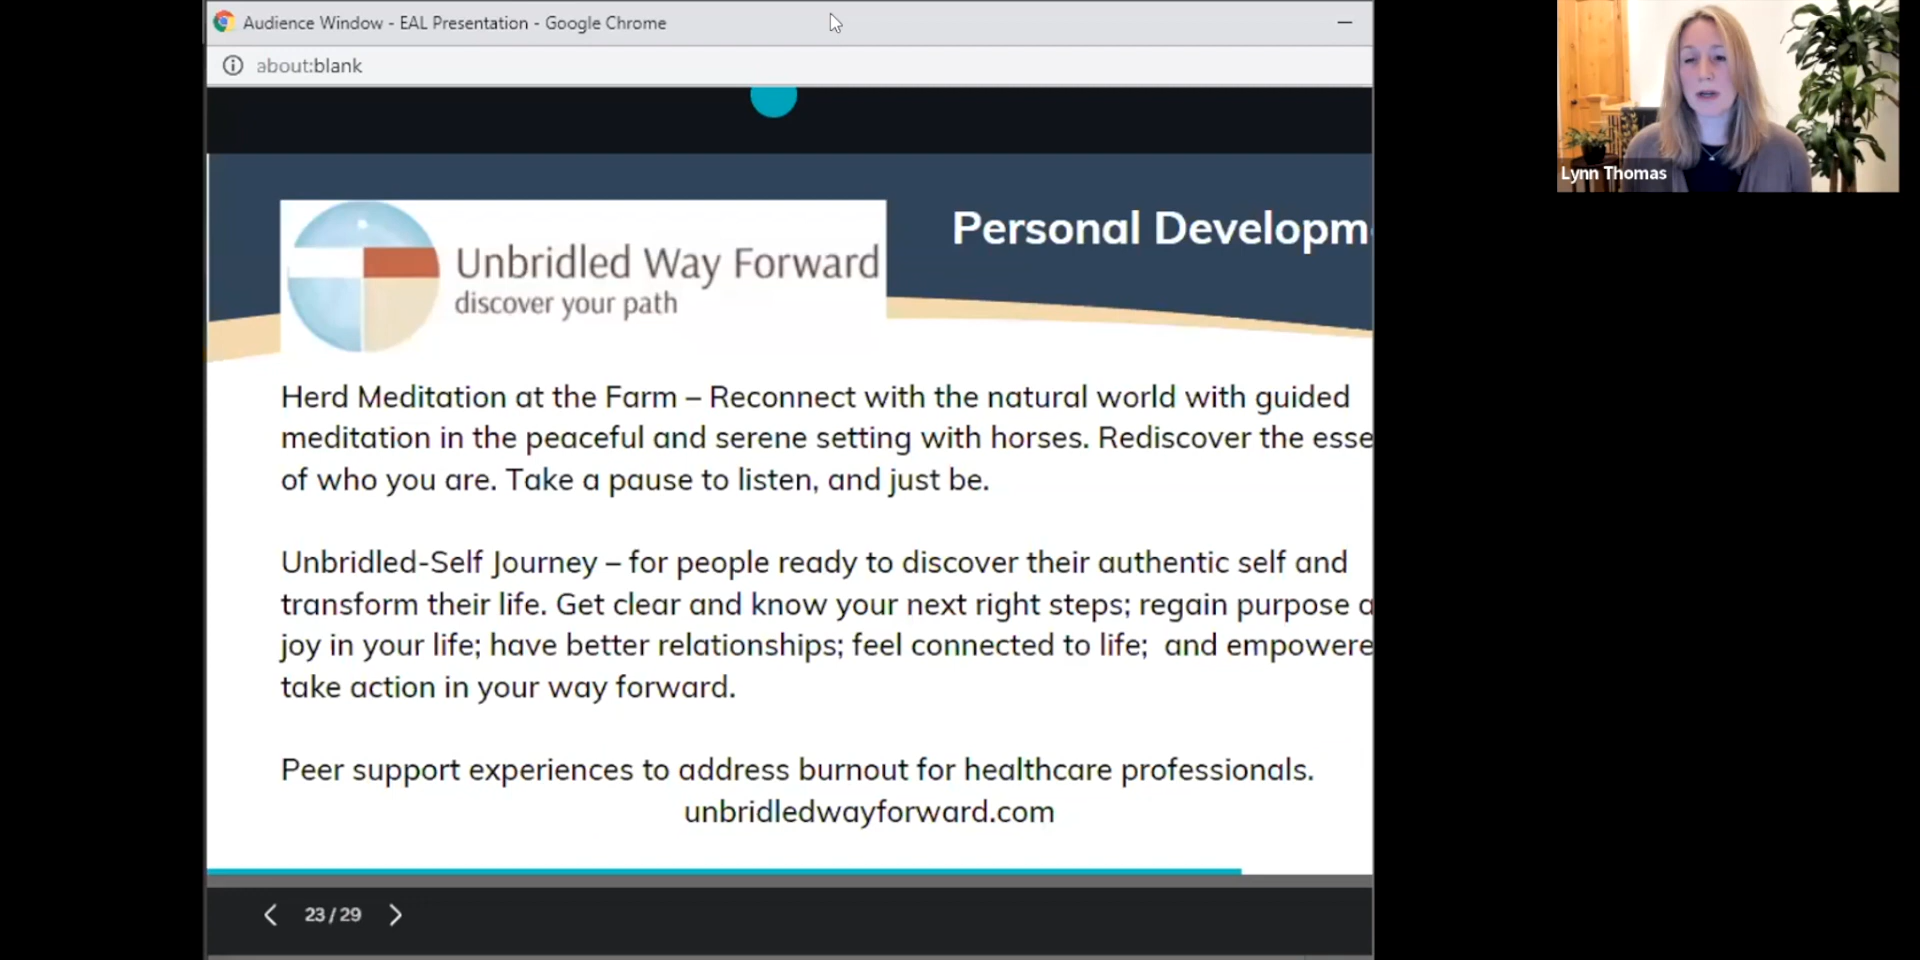 Audience Window - EAL Presentation - Google Chrome
about:blank
Lynn Thomas
Personal Developm
Unbridled Way Forward
discover your path
Herd Meditation at the Farm – Reconnect with the natural world with guided
meditation in the peaceful and serene setting with horses. Rediscover the esse
of who you are. Take a pause to listen, and just be.
Unbridled-Self Journey – for people ready to discover their authentic self and
transform their life. Get clear and know your next right steps; regain purpose a
joy in your life; have better relationships; feel connected to life; and empowere
take action in your way forward.
Peer support experiences to address burnout for healthcare professionals.
unbridledwayforward.com
23 / 29